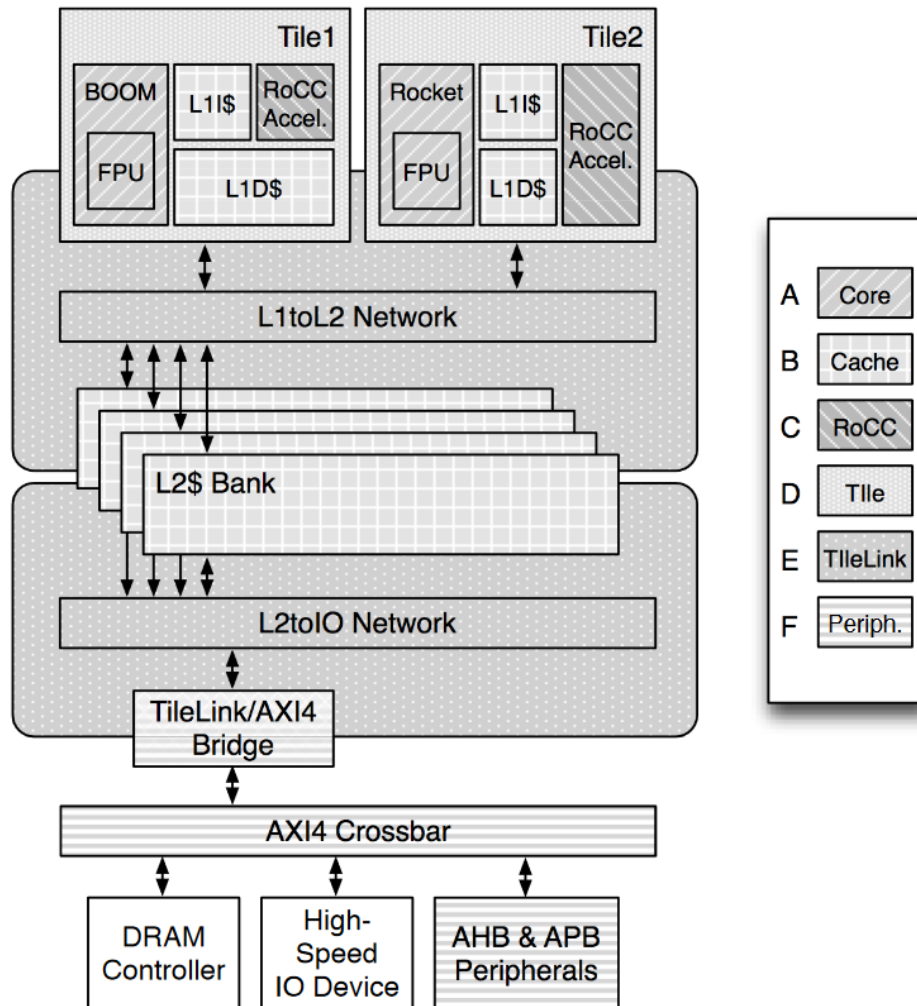 Tile1
BOOM
FPU
L1I$
RoCC
Accel.
L1D$
Tile2
Rocket
FPU
L1I$
L1D$
RoCC
Accel.
L1toL2 Network
L2$ Bank
L2toIO Network
TileLink/AXI4
Bridge
AXI4 Crossbar
DRAM
Controller
High-
Speed
IO Device
AHB & APB
Peripherals
A Core
B Cache
C RoCC
D TIle
E TIleLink
F Periph.